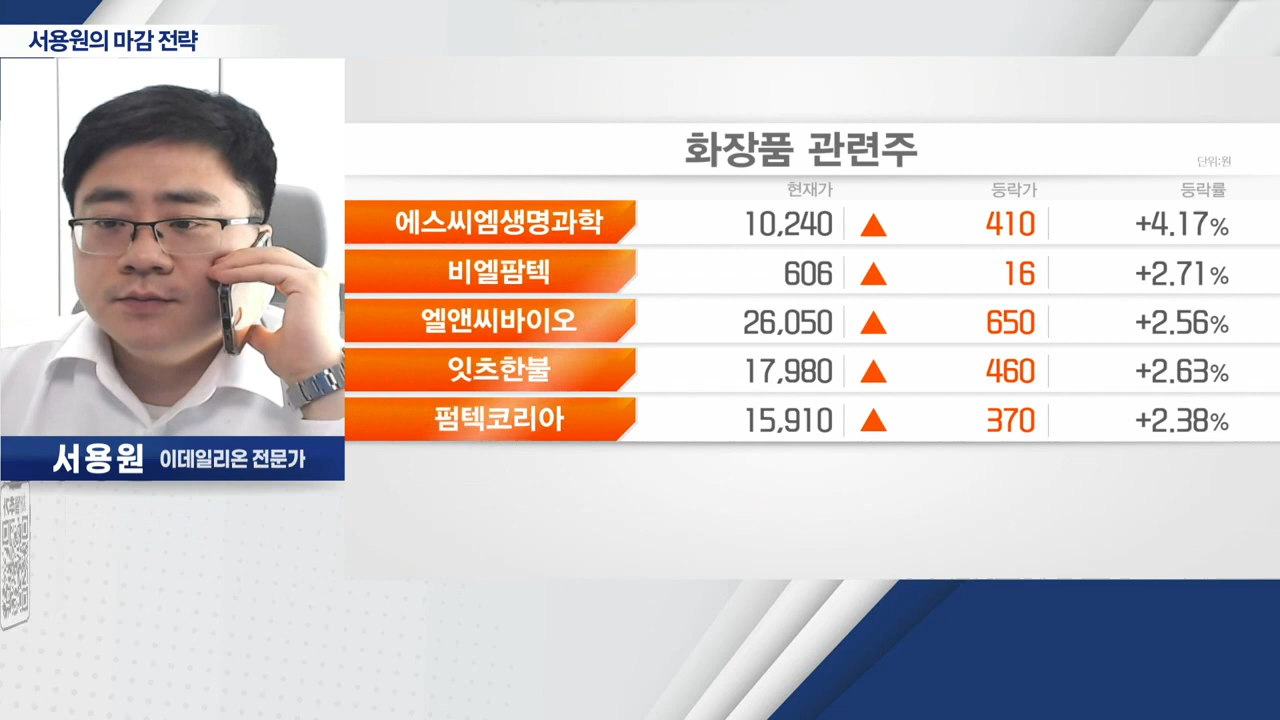 서용원의 마감 전략
화장품 관련주
단위:원
현재가 등락가 등락률
에스씨엠생명과학 10,240 ▲ 410 +4.17%
비엘팜텍 606 ▲ 16 +2.71%
엘앤씨바이오 26,050 ▲ 650 +2.56%
잇츠한불 17,980 ▲ 460 +2.63%
펌텍코리아 15,910 ▲ 370 +2.38%
서용원 이데일리온 전문가